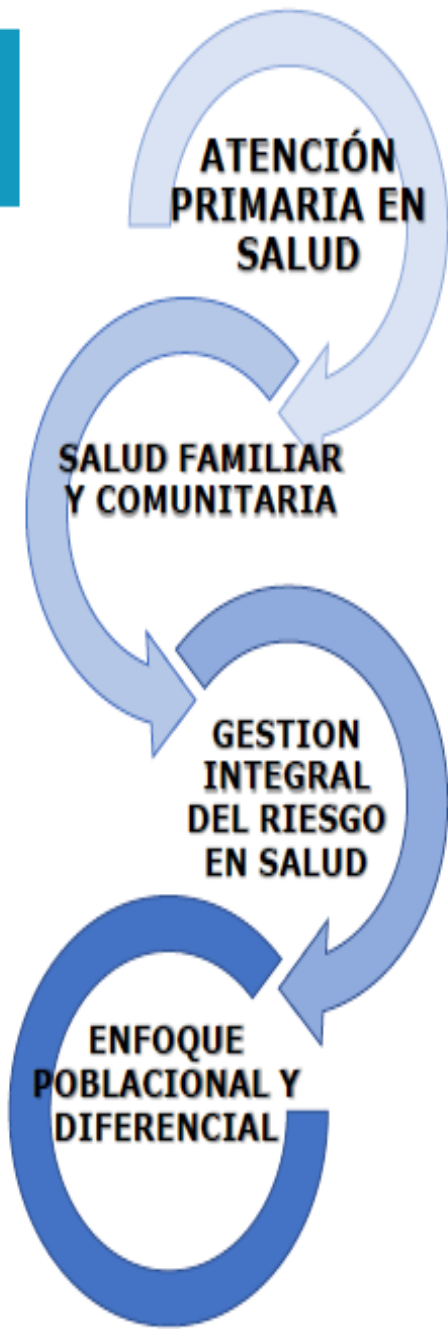 ATENCIÓN
PRIMARIA EN
SALUD
SALUD FAMILIAR
Y COMUNITARIA
GESTION
INTEGRAL
DEL RIESGO
EN SALUD
ENFOQUE
POBLACIONAL Y
DIFERENCIAL